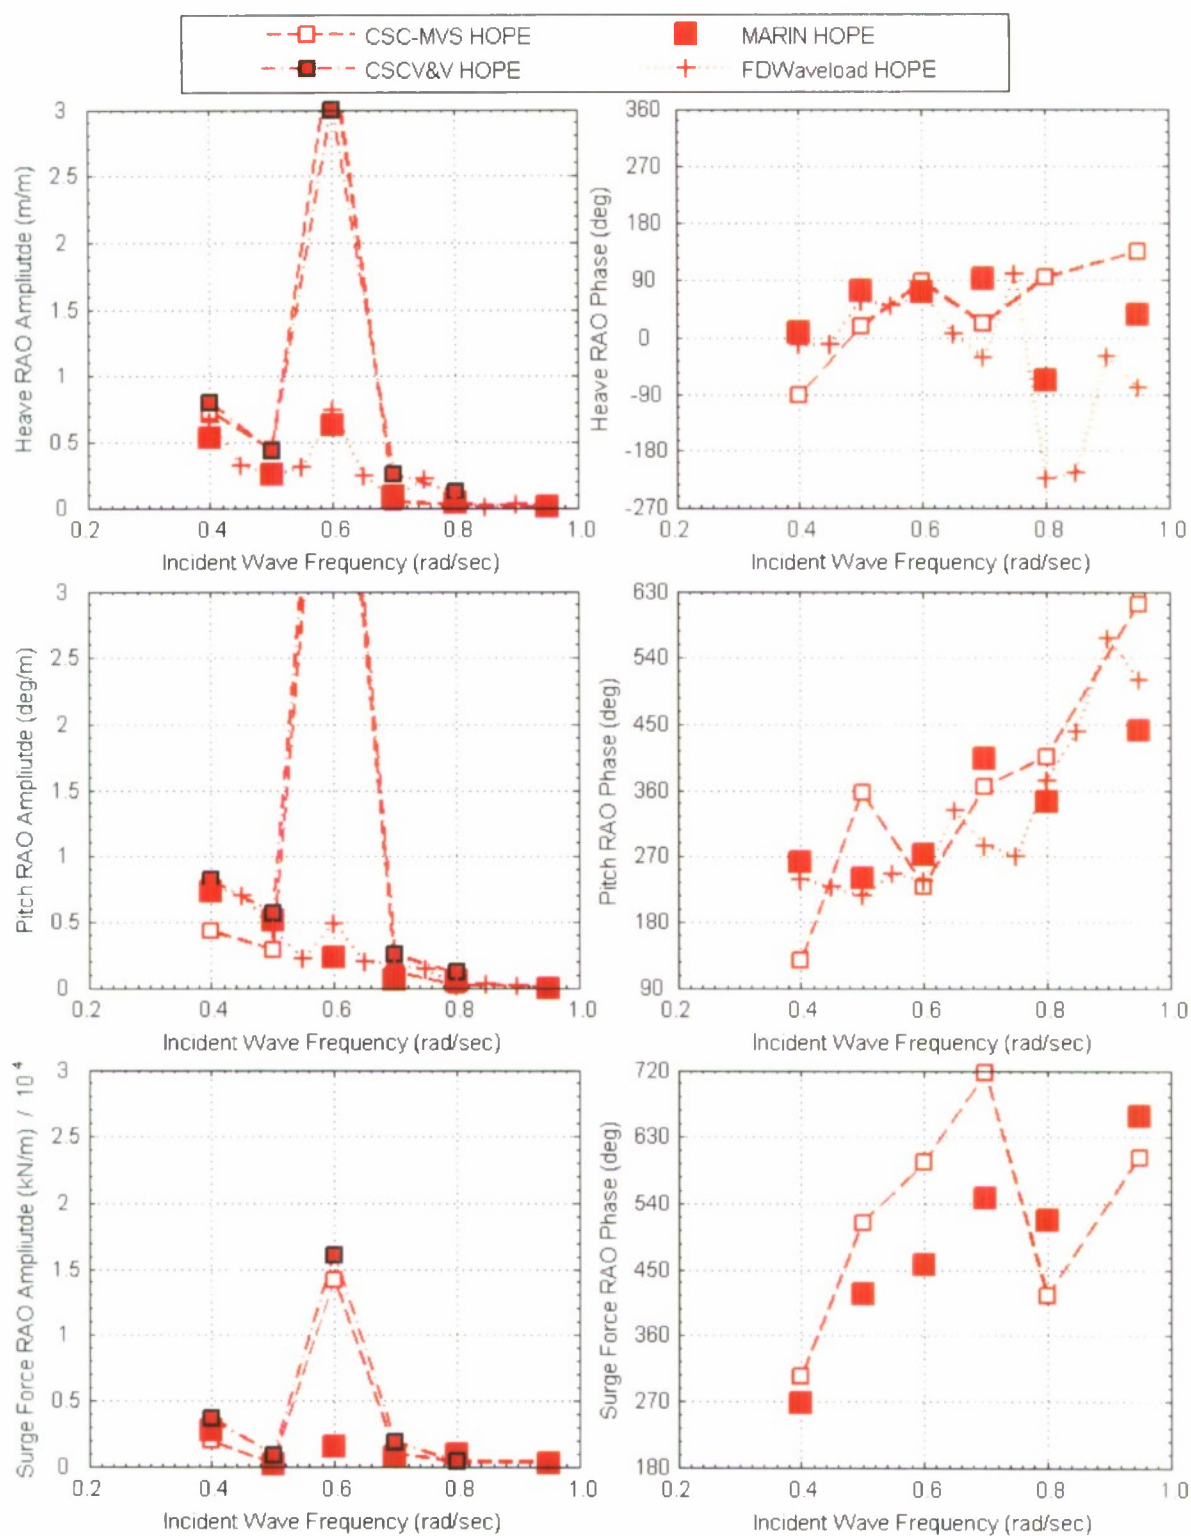 CSC-MVS HOPE MARIN HOPE
CSCV&V HOPE FDWaveload HOPE
Heave RAO Ampliutde (m/m)
3
2.5
2
1.5
1
0.5
0
0.2 0.4 0.6 0.8 1.0
Incident Wave Frequency (rad/sec)
Heave RAO Phase (deg)
360
270
180
90
0
-90
-180
-270
0.2 0.4 0.6 0.8 1.0
Incident Wave Frequency (rad/sec)
Pitch RAO Ampliutde (deg/m)
3
2.5
2
1.5
1
0.5
0
0.2 0.4 0.6 0.8 1.0
Incident Wave Frequency (rad/sec)
Pitch RAO Phase (deg)
630
540
450
360
270
180
90
0.2 0.4 0.6 0.8 1.0
Incident Wave Frequency (rad/sec)
Surge Force RAO Ampliutde (kN/m) / 10^4
3
2.5
2
1.5
1
0.5
0
0.2 0.4 0.6 0.8 1.0
Incident Wave Frequency (rad/sec)
Surge Force RAO Phase (deg)
720
630
540
450
360
270
180
0.2 0.4 0.6 0.8 1.0
Incident Wave Frequency (rad/sec)